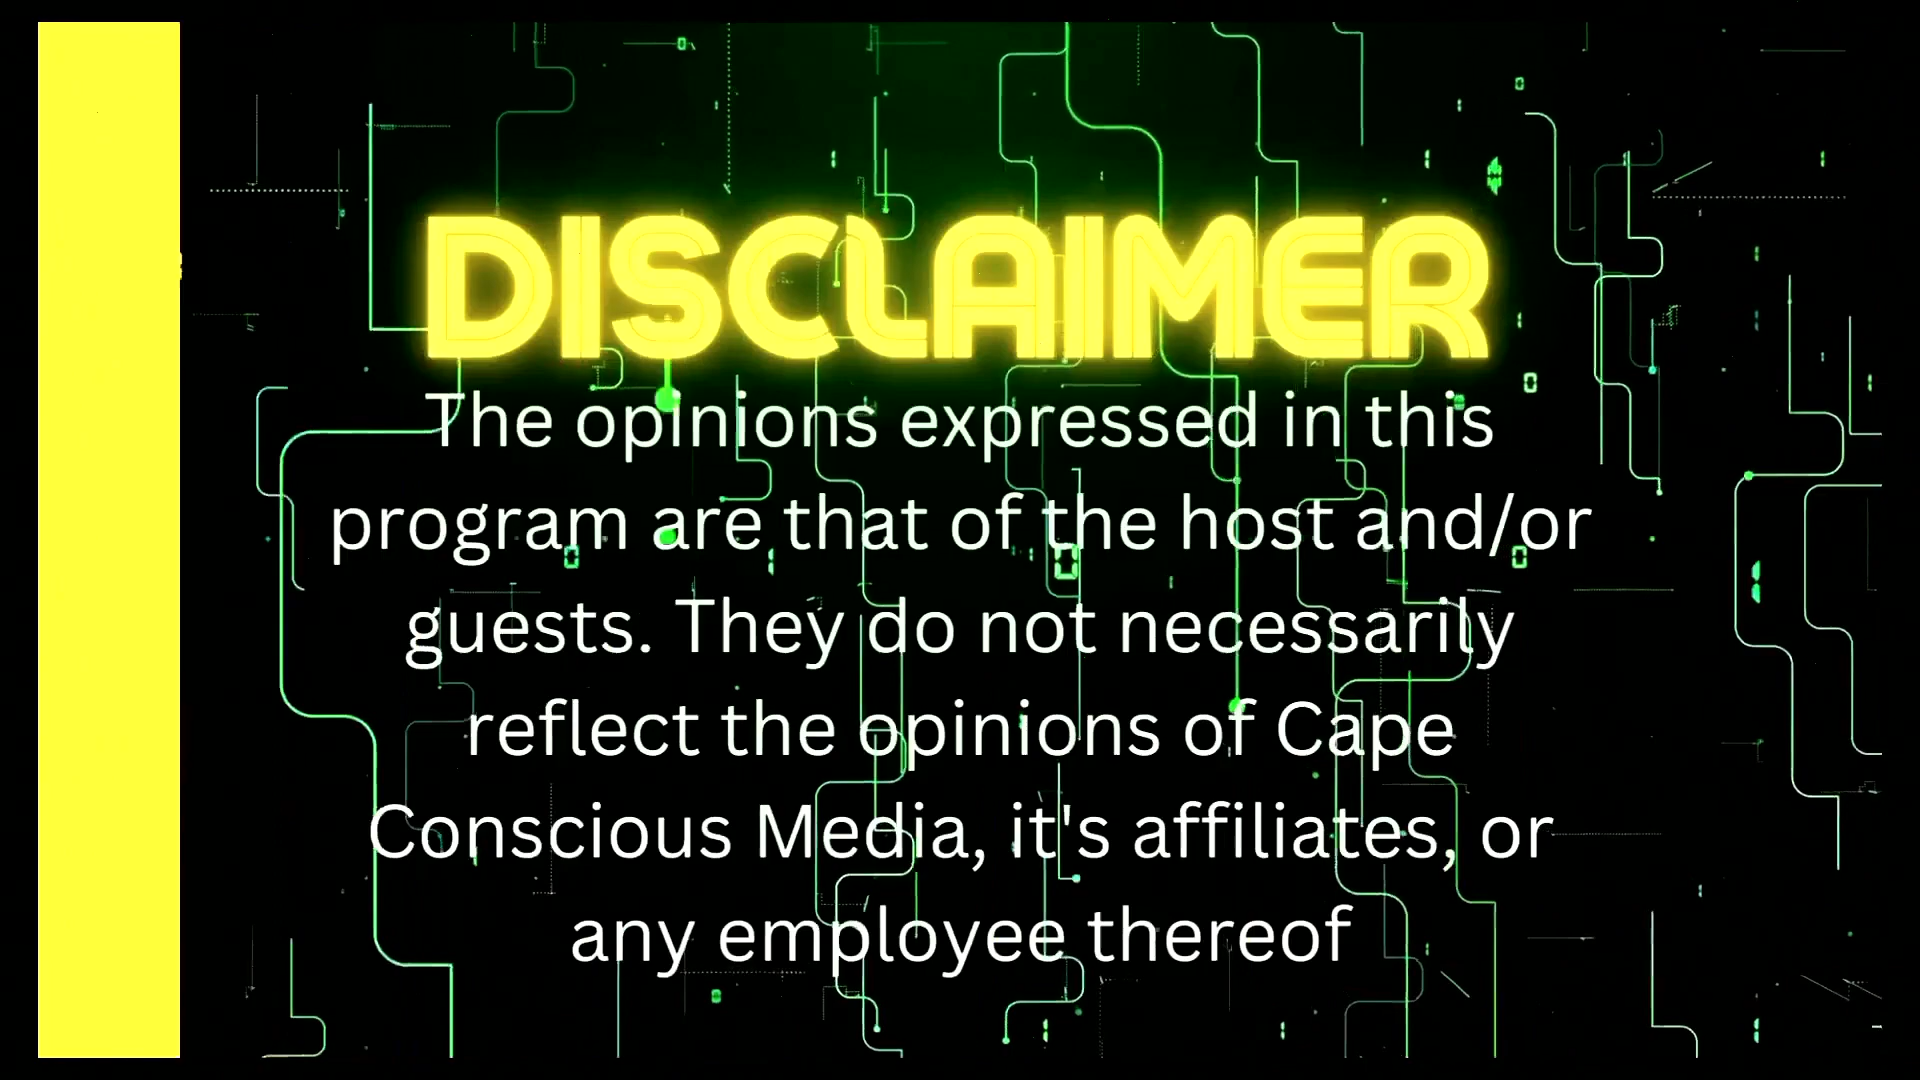 DISCLAIMER
The opinions expressed in this
program are that of the host and/or
guests. They do not necessarily
reflect the opinions of Cape
Conscious Media, it's affiliates, or
any employee thereof